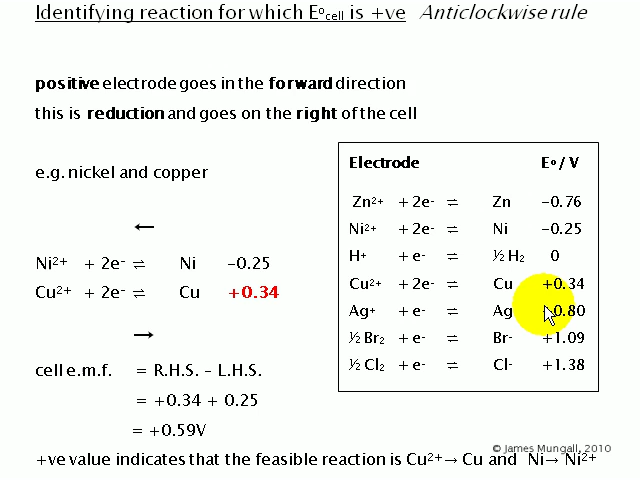 Identifying reaction for which Eᵒcell is +ve Anticlockwise rule
positive electrode goes in the forward direction
this is reduction and goes on the right of the cell
e.g. nickel and copper
←
Ni²⁺ + 2e⁻ ⇌ Ni –0.25
Cu²⁺ + 2e⁻ ⇌ Cu +0.34
→
cell e.m.f. = R.H.S. – L.H.S.
= +0.34 + 0.25
= +0.59V
+ve value indicates that the feasible reaction is Cu²⁺→ Cu and Ni→ Ni²⁺
Electrode Eᵒ/ V
Zn²⁺ + 2e⁻ ⇌ Zn –0.76
Ni²⁺ + 2e⁻ ⇌ Ni –0.25
H⁺ + e⁻ ⇌ ½ H₂ 0
Cu²⁺ + 2e⁻ ⇌ Cu +0.34
Ag⁺ + e⁻ ⇌ Ag +0.80
½ Br₂ + e⁻ ⇌ Br⁻ +1.09
½ Cl₂ + e⁻ ⇌ Cl⁻ +1.38
© James Mungall, 2010